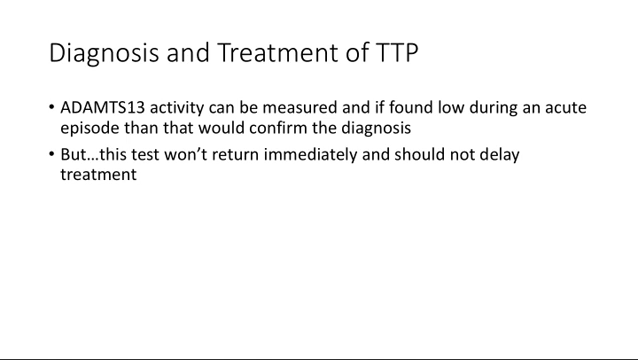 Diagnosis and Treatment of TTP
• ADAMTS13 activity can be measured and if found low during an acute
episode than that would confirm the diagnosis
• But...this test won't return immediately and should not delay
treatment